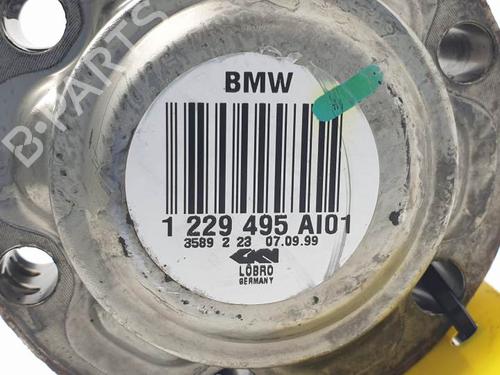 B-PARTS
BMW
1 229 495 AI01
3589 2 23 07.09.99
GKN
LÖBRO
GERMANY